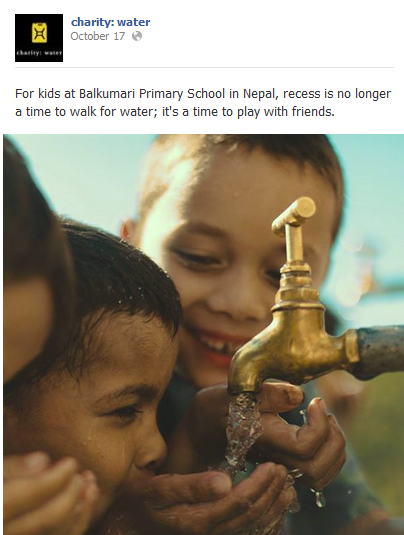 charity: water
charity: water
October 17
For kids at Balkumari Primary School in Nepal, recess is no longer
a time to walk for water; it's a time to play with friends.